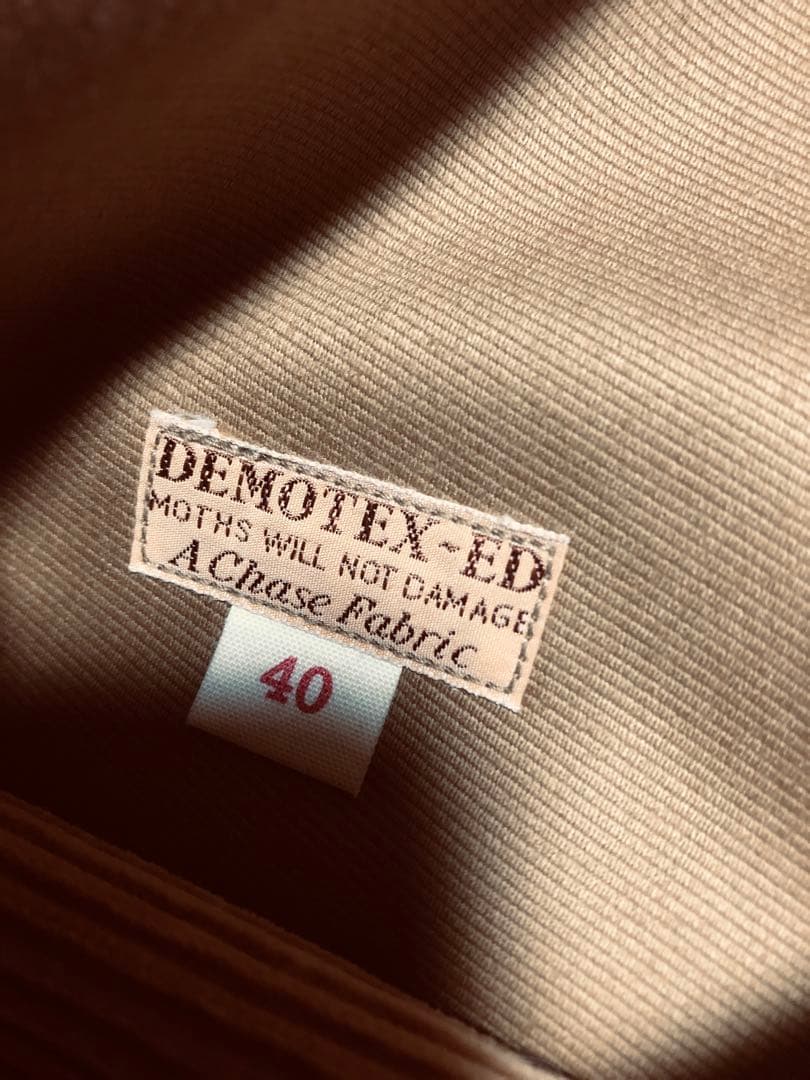 DEMOTEX-ED
MOTHS WILL NOT DAMAGE
A Chase Fabric
40